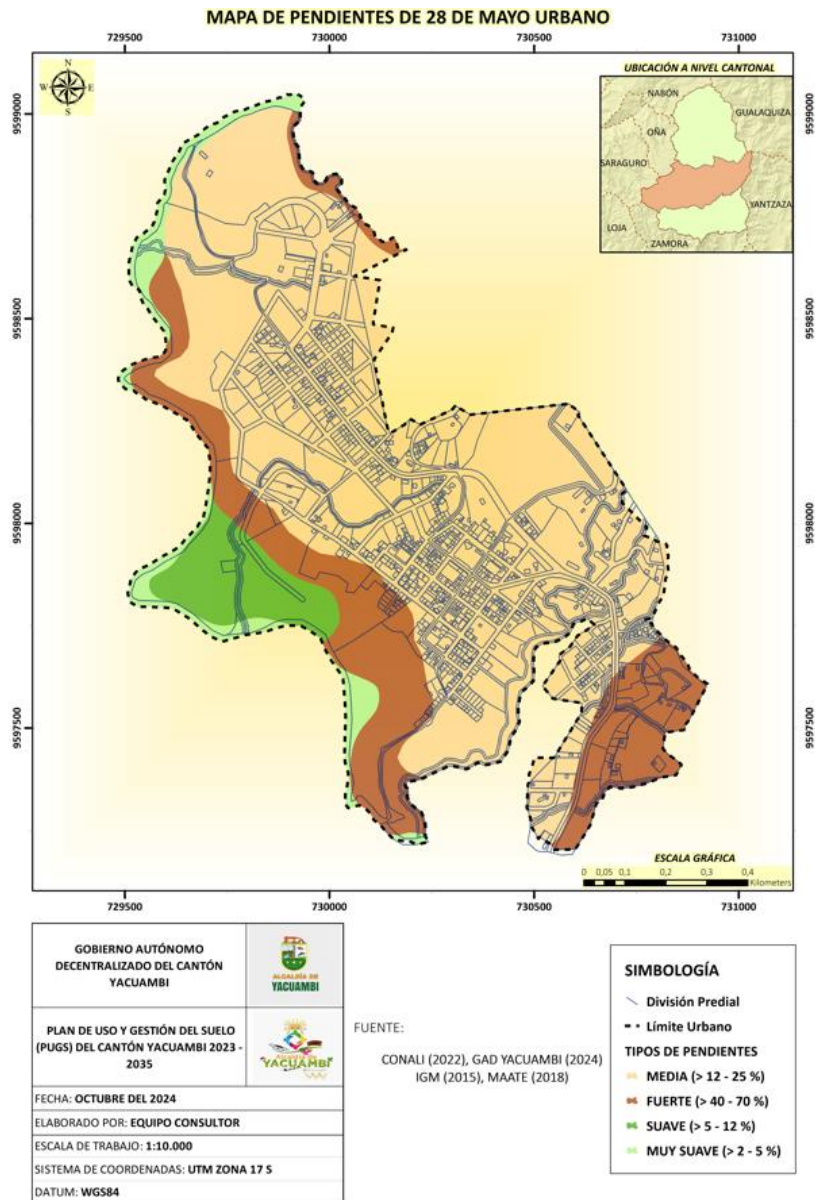 MAPA DE PENDIENTES DE 28 DE MAYO URBANO
729500
730000
730500
731000
N
W
E
S
UBICACIÓN A NIVEL CANTONAL
NABÓN
GUALAQUIZA
OÑA
SARAGURO
YANTZAZA
LOJA
ZAMORA
9599000
9598500
9598000
9597500
9599000
9598500
9598000
9597500
ESCALA GRÁFICA
0 0,05 0,1 0,2 0,3 0,4
Kilometers
729500
730000
730500
731000
GOBIERNO AUTÓNOMO
DECENTRALIZADO DEL CANTÓN
YACUAMBI
ALCALDÍA DE
YACUAMBI
PLAN DE USO Y GESTIÓN DEL SUELO
(PUGS) DEL CANTÓN YACUAMBI 2023 -
2035
YACUAMBI
FECHA: OCTUBRE DEL 2024
ELABORADO POR: EQUIPO CONSULTOR
ESCALA DE TRABAJO: 1:10.000
SISTEMA DE COORDENADAS: UTM ZONA 17 S
DATUM: WGS84
FUENTE:
CONALI (2022), GAD YACUAMBI (2024)
IGM (2015), MAATE (2018)
SIMBOLOGÍA
División Predial
Límite Urbano
TIPOS DE PENDIENTES
MEDIA (> 12 - 25 %)
FUERTE (> 40 - 70 %)
SUAVE (> 5 - 12 %)
MUY SUAVE (> 2 - 5 %)